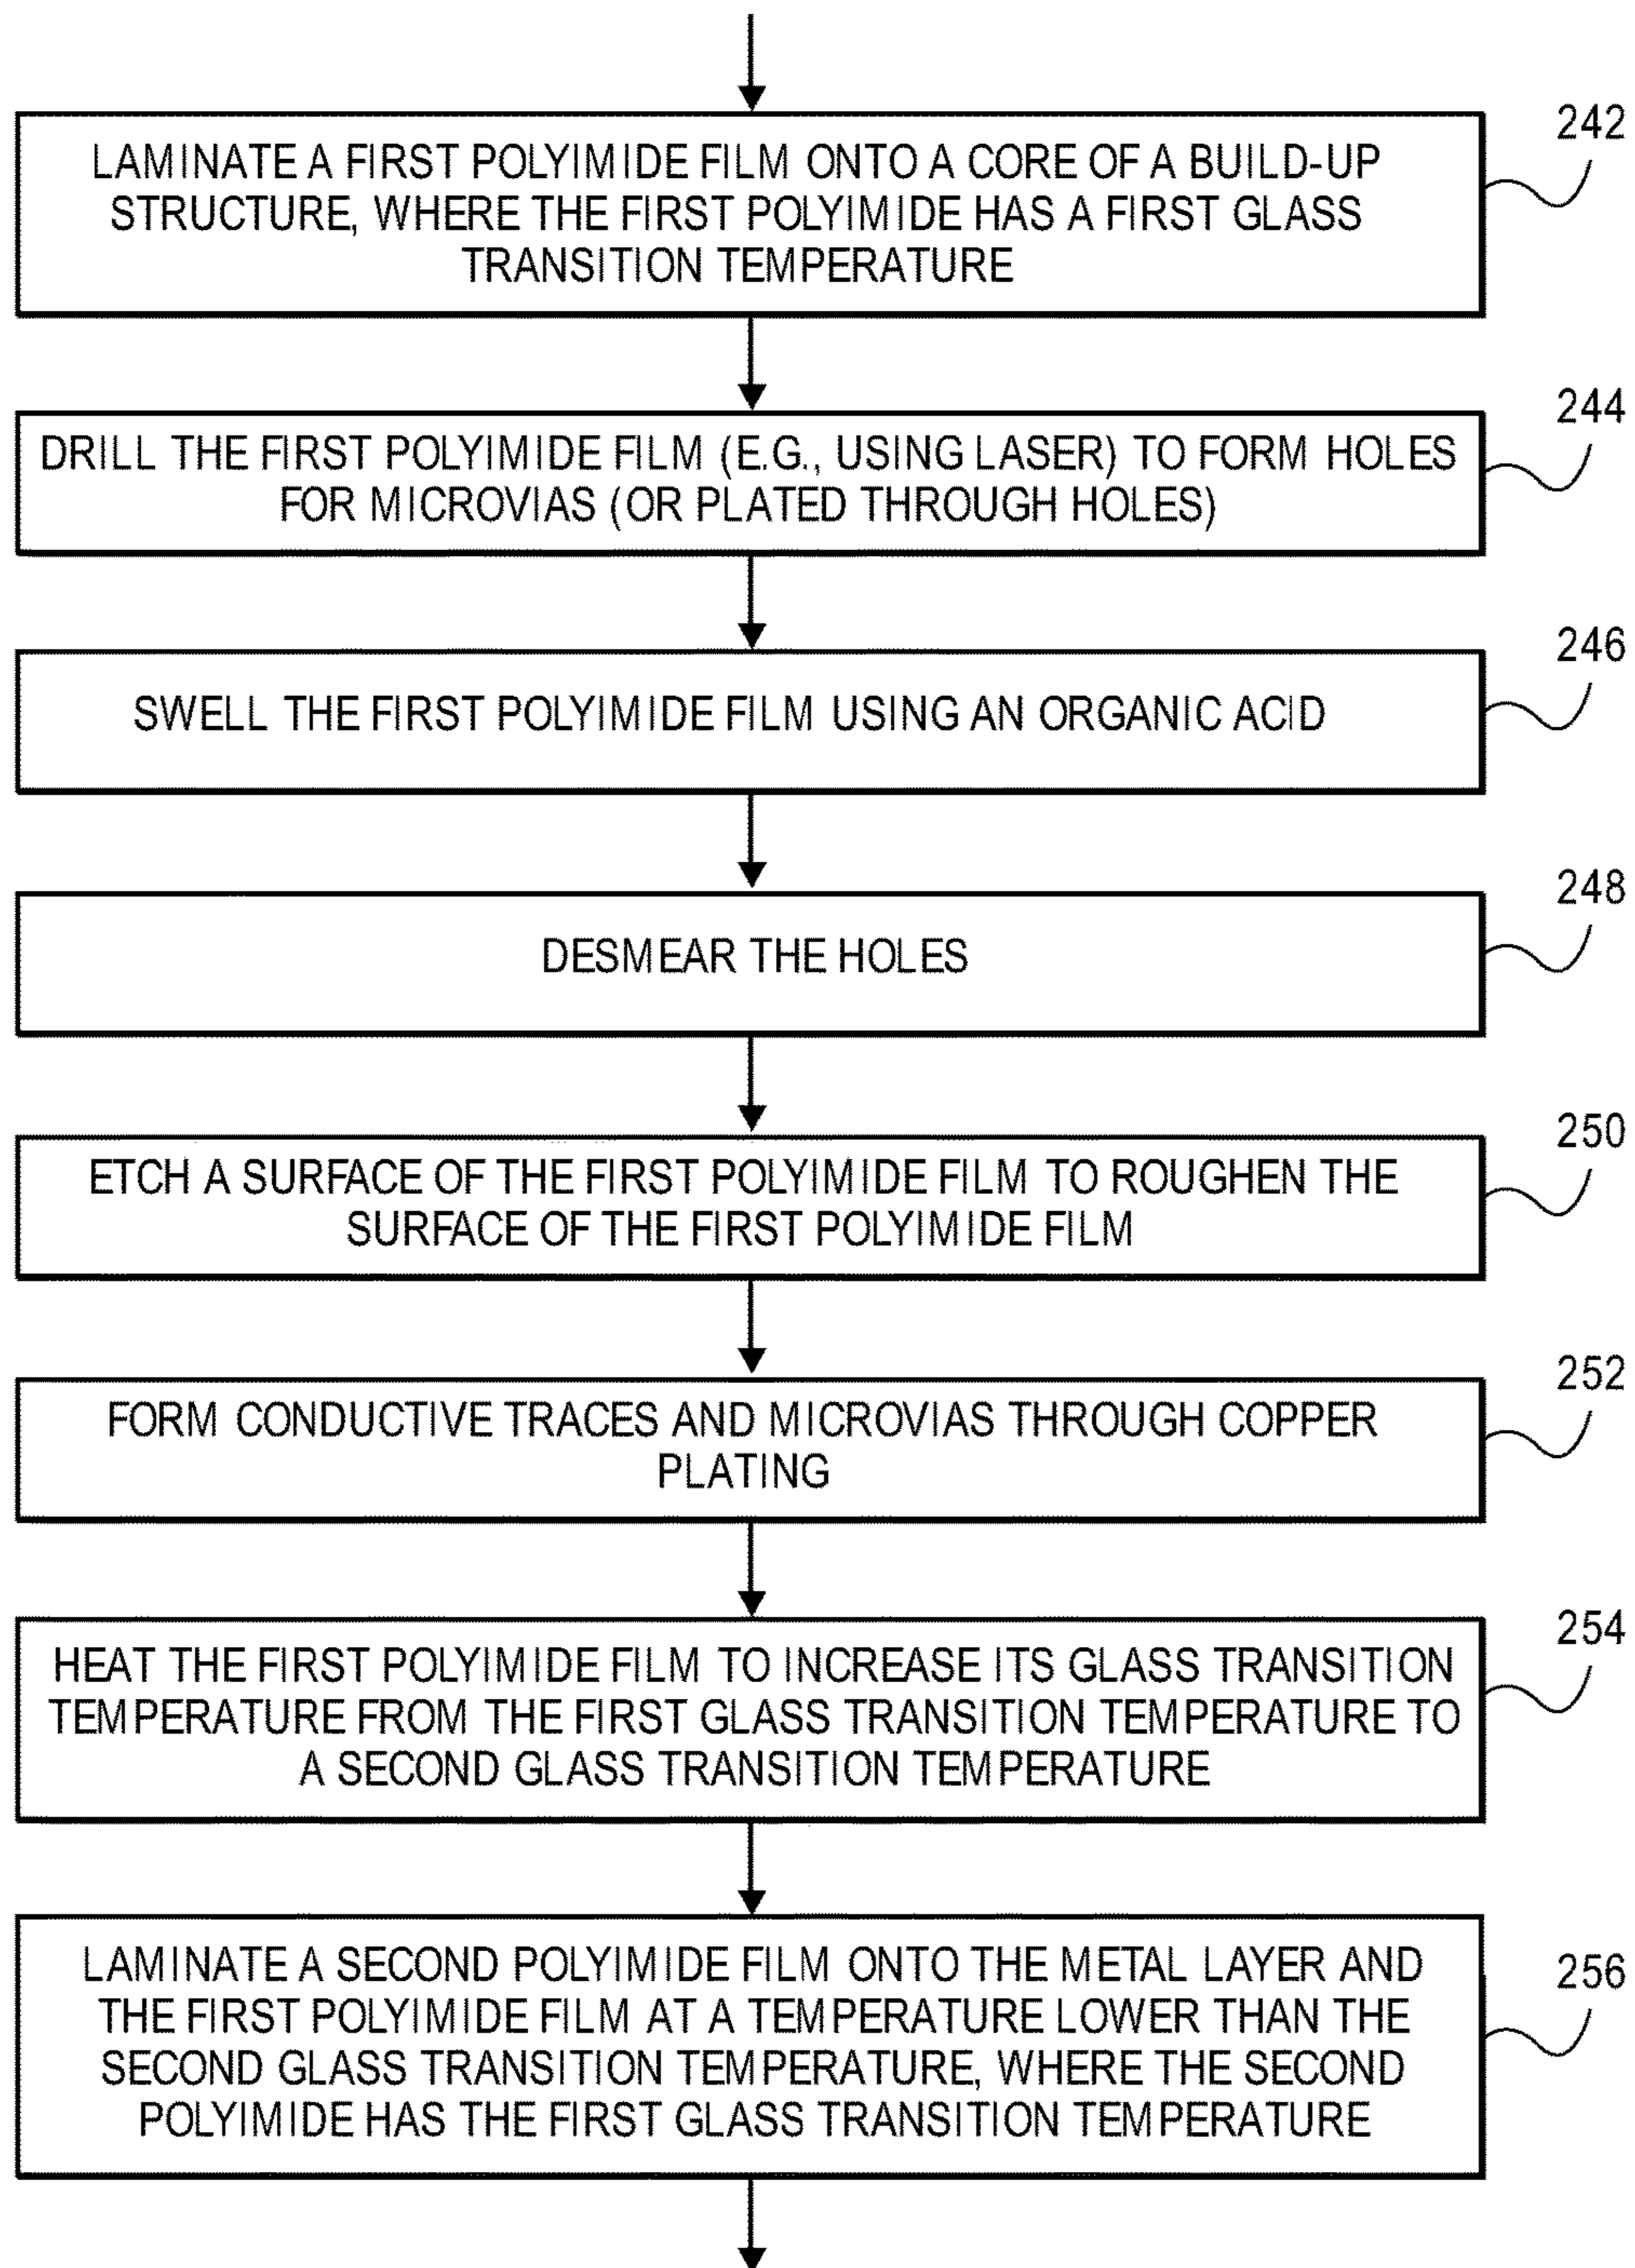 LAMINATE A FIRST POLYIMIDE FILM ONTO A CORE OF A BUILD-UP
STRUCTURE, WHERE THE FIRST POLYIMIDE HAS A FIRST GLASS
TRANSITION TEMPERATURE
242
DRILL THE FIRST POLYIMIDE FILM (E.G., USING LASER) TO FORM HOLES
FOR MICROVIAS (OR PLATED THROUGH HOLES)
244
SWELL THE FIRST POLYIMIDE FILM USING AN ORGANIC ACID
246
DESMEAR THE HOLES
248
ETCH A SURFACE OF THE FIRST POLYIMIDE FILM TO ROUGHEN THE
SURFACE OF THE FIRST POLYIMIDE FILM
250
FORM CONDUCTIVE TRACES AND MICROVIAS THROUGH COPPER
PLATING
252
HEAT THE FIRST POLYIMIDE FILM TO INCREASE ITS GLASS TRANSITION
TEMPERATURE FROM THE FIRST GLASS TRANSITION TEMPERATURE TO
A SECOND GLASS TRANSITION TEMPERATURE
254
LAMINATE A SECOND POLYIMIDE FILM ONTO THE METAL LAYER AND
THE FIRST POLYIMIDE FILM AT A TEMPERATURE LOWER THAN THE
SECOND GLASS TRANSITION TEMPERATURE, WHERE THE SECOND
POLYIMIDE HAS THE FIRST GLASS TRANSITION TEMPERATURE
256